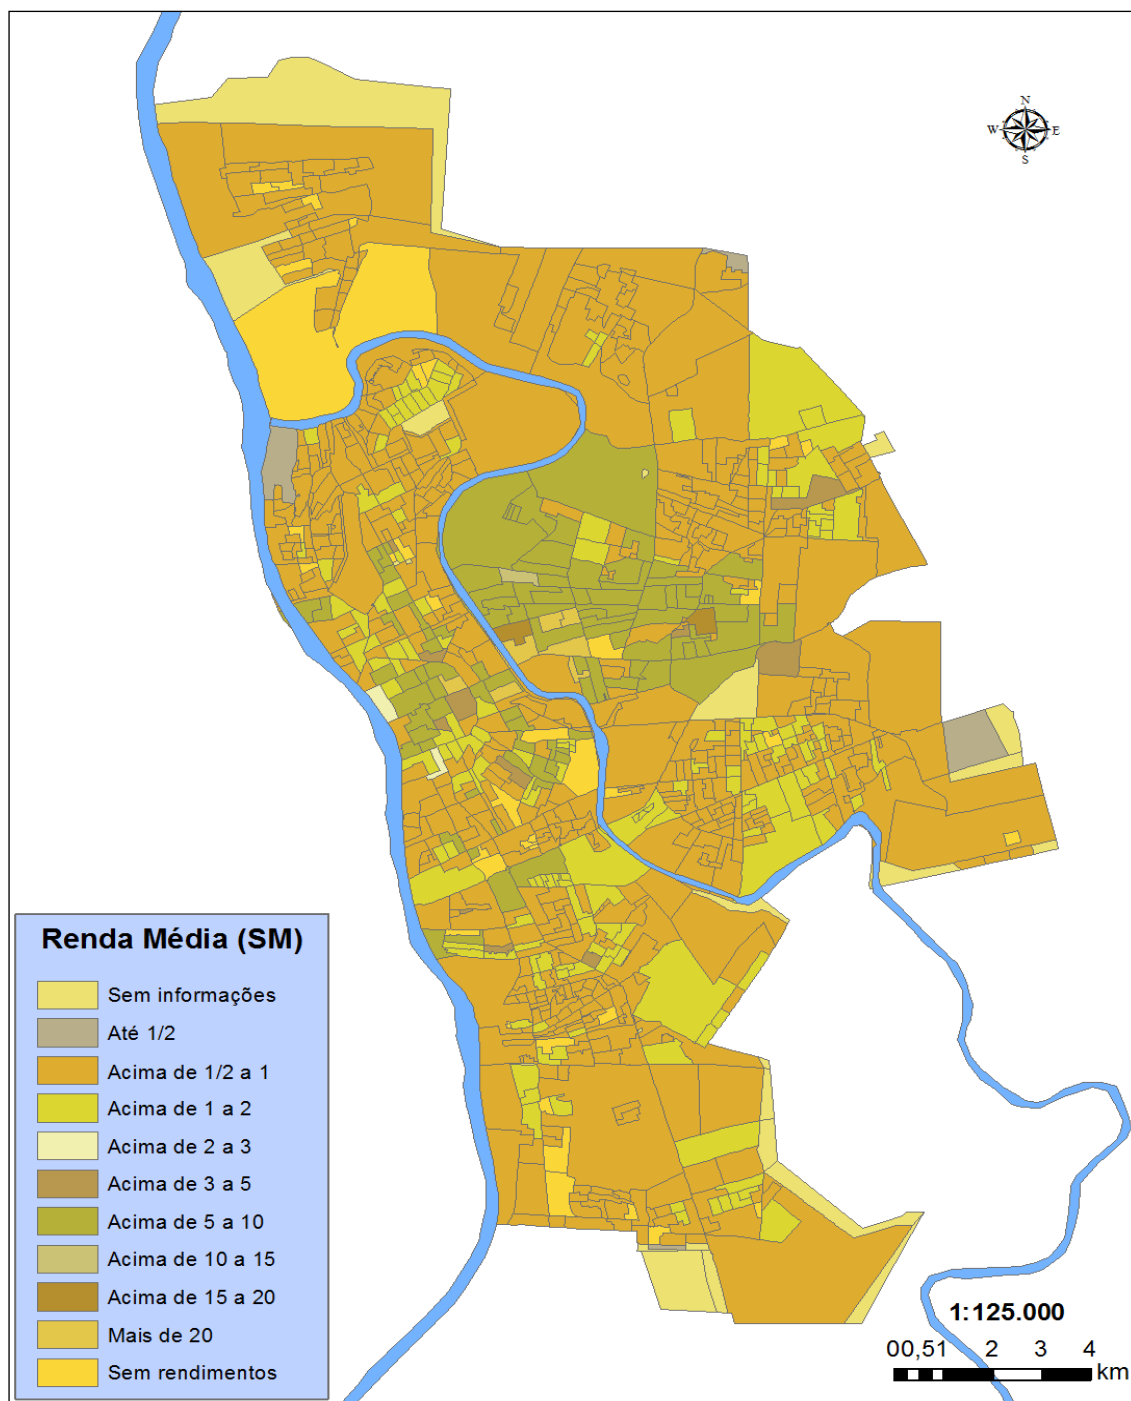 N
W E
S
Renda Média (SM)
Sem informações
Até 1/2
Acima de 1/2 a 1
Acima de 1 a 2
Acima de 2 a 3
Acima de 3 a 5
Acima de 5 a 10
Acima de 10 a 15
Acima de 15 a 20
Mais de 20
Sem rendimentos
1:125.000
00,51 2 3 4
km